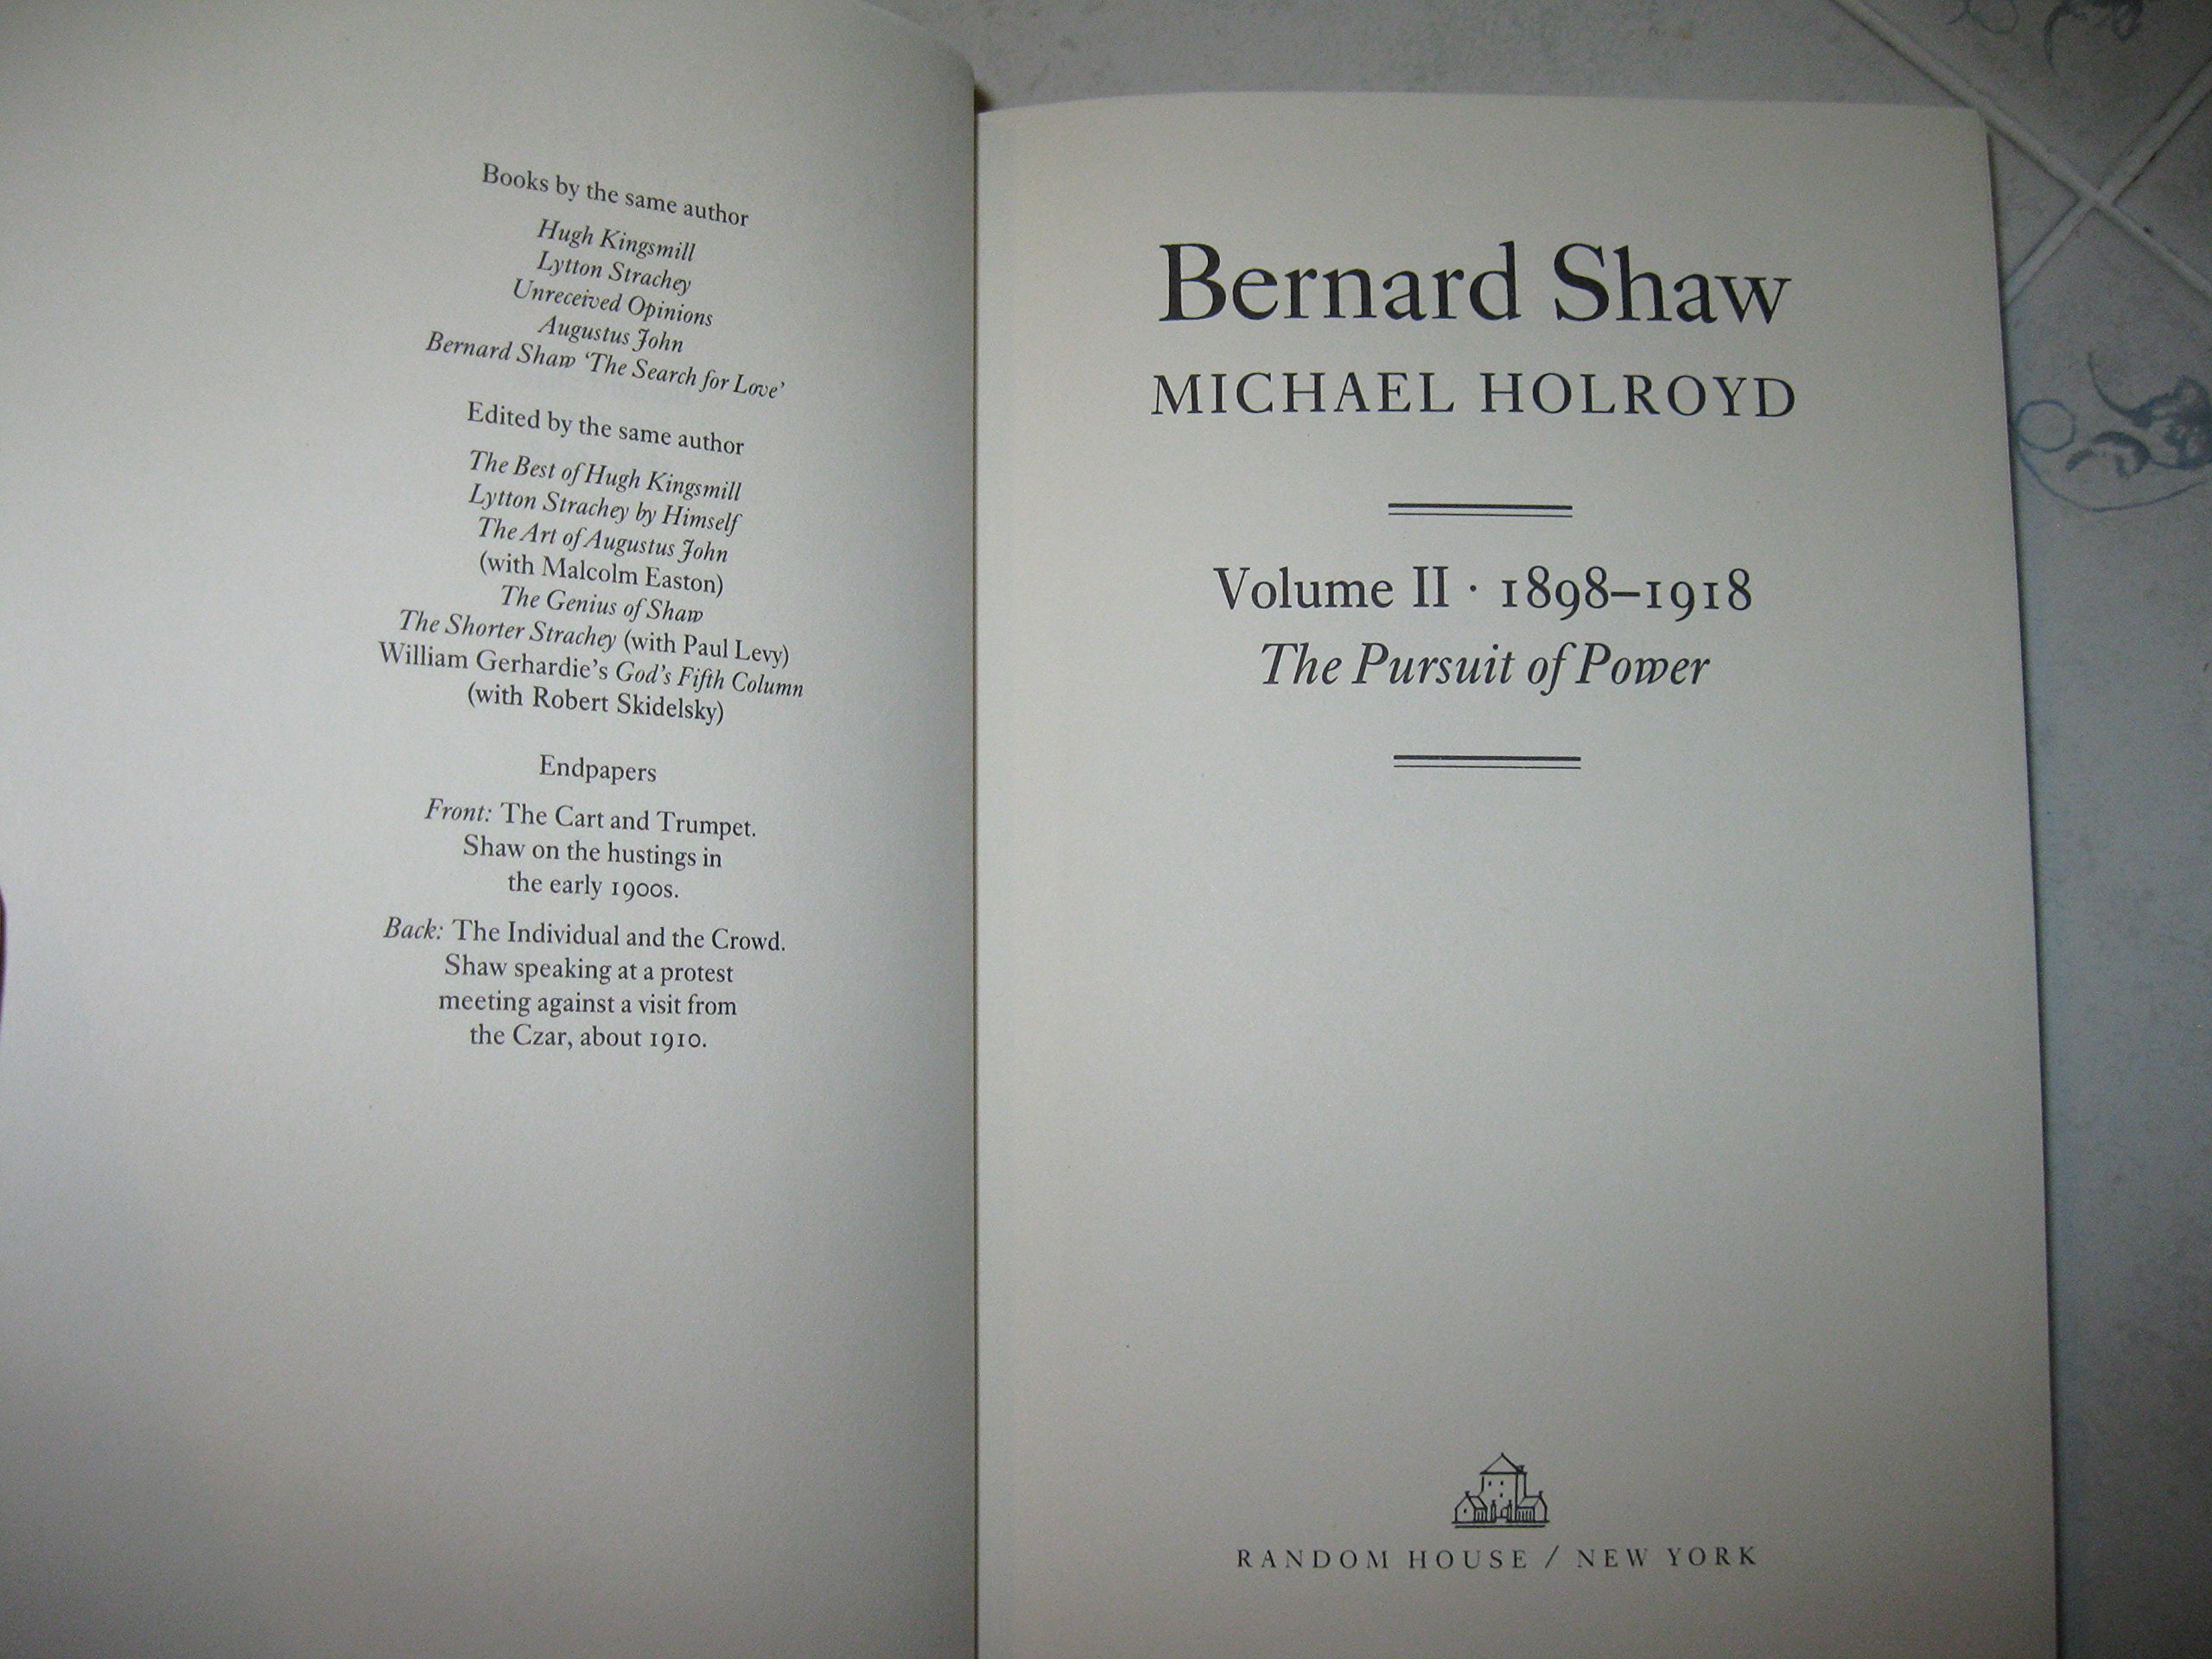 Books by the same author
Hugh Kingsmill
Lytton Strachey
Unreceived Opinions
Augustus John
Bernard Shaw ‘The Search for Love’
Edited by the same author
The Best of Hugh Kingsmill
Lytton Strachey by Himself
The Art of Augustus John
(with Malcolm Easton)
The Genius of Shaw
The Shorter Strachey (with Paul Levy)
William Gerhardie’s God’s Fifth Column
(with Robert Skidelsky)
Endpapers
Front: The Cart and Trumpet.
Shaw on the hustings in
the early 1900s.
Back: The Individual and the Crowd.
Shaw speaking at a protest
meeting against a visit from
the Czar, about 1910.
Bernard Shaw
MICHAEL HOLROYD
Volume II · 1898–1918
The Pursuit of Power
RANDOM HOUSE / NEW YORK